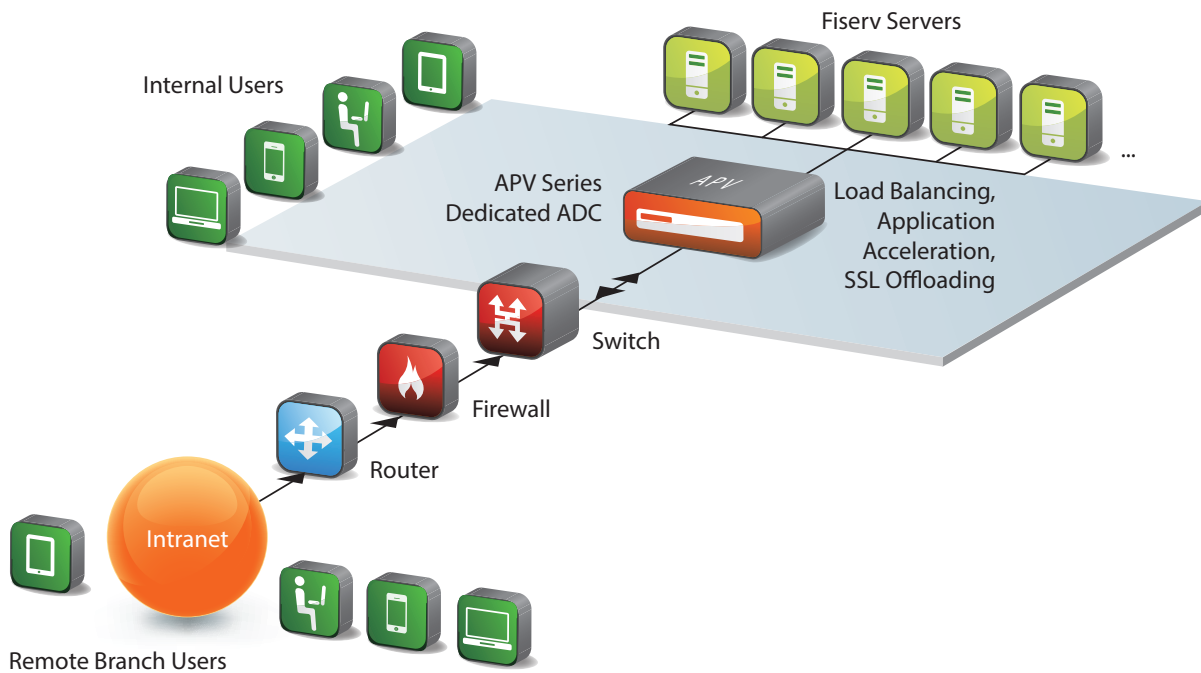 Fiserv Servers
Internal Users
...
APV
APV Series
Dedicated ADC
Load Balancing,
Application
Acceleration,
SSL Offloading
Switch
Firewall
Router
Intranet
Remote Branch Users